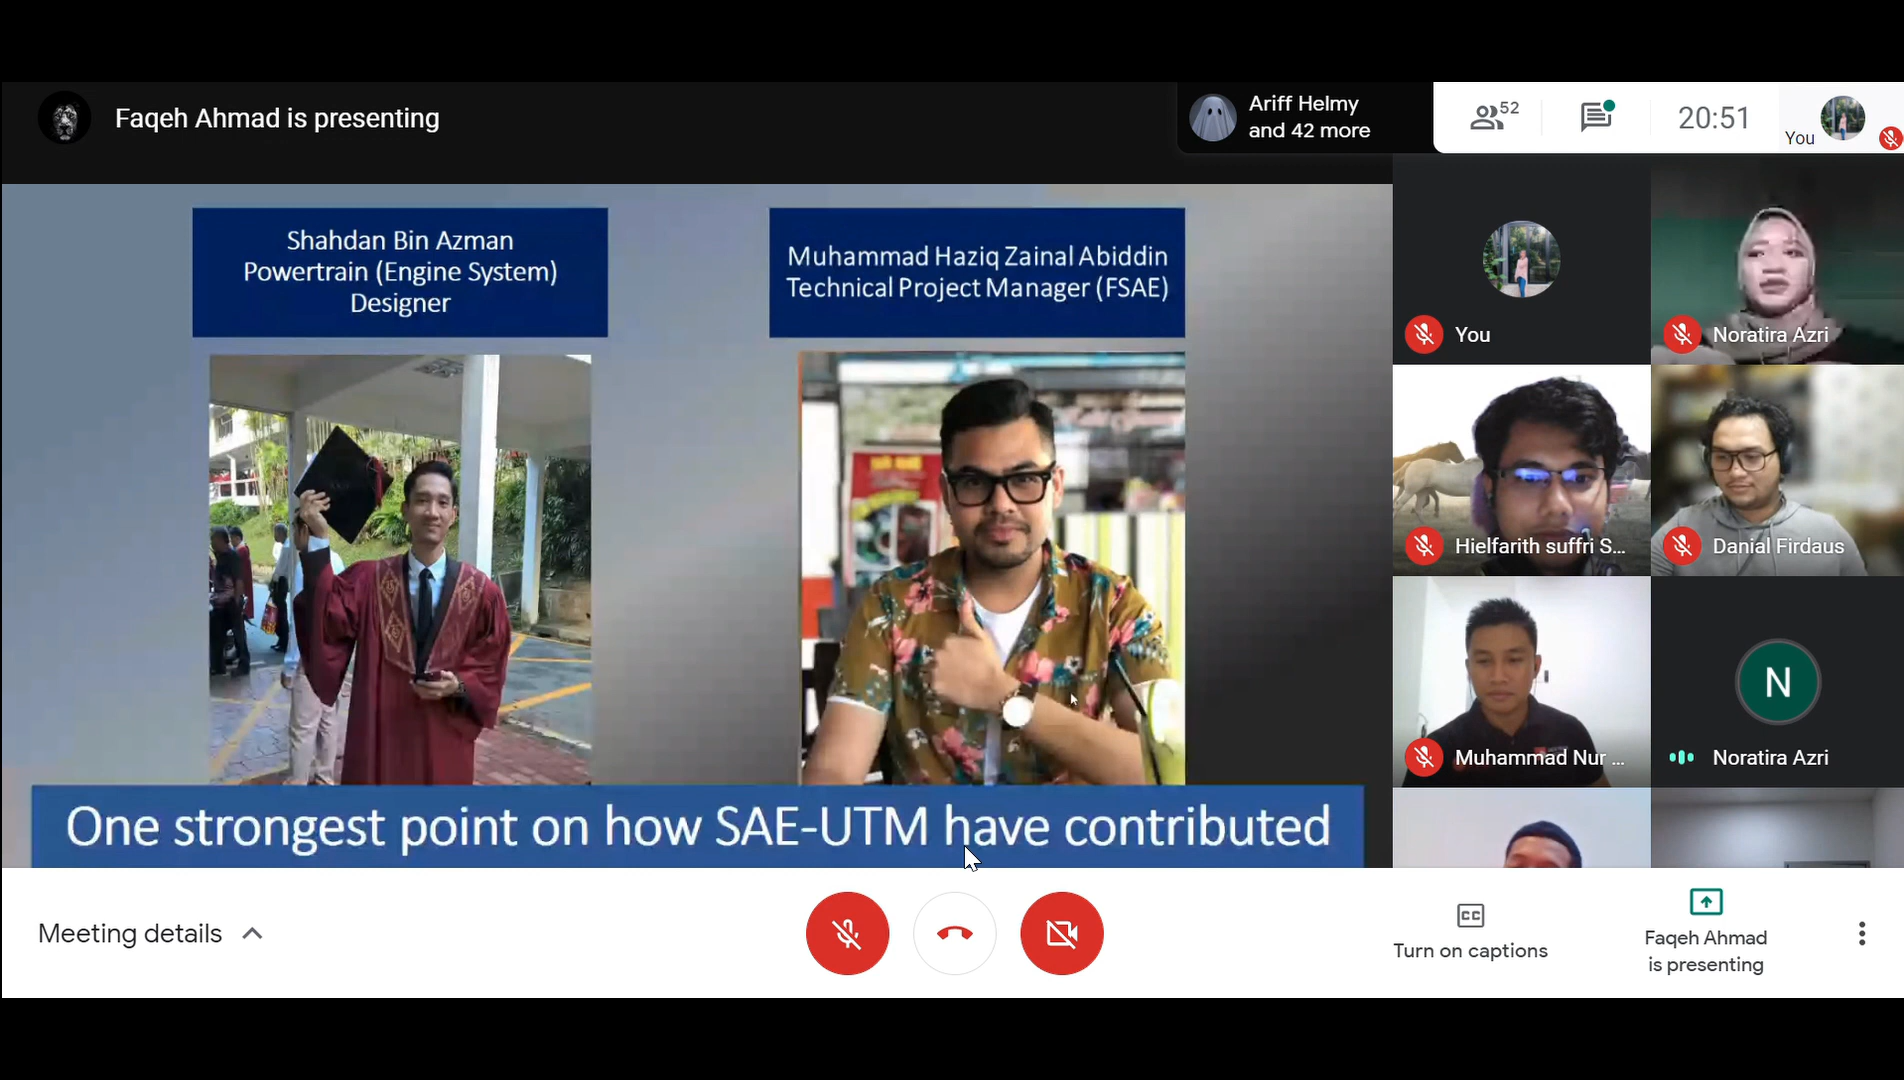 Faqeh Ahmad is presenting
Ariff Helmy
and 42 more
52
20:51
You
Shahdan Bin Azman
Powertrain (Engine System)
Designer
Muhammad Haziq Zainal Abiddin
Technical Project Manager (FSAE)
You
Noratira Azri
Hielfarith suffri S...
Danial Firdaus
Muhammad Nur ...
N
Noratira Azri
One strongest point on how SAE-UTM have contributed
Meeting details
CC
Turn on captions
Faqeh Ahmad
is presenting